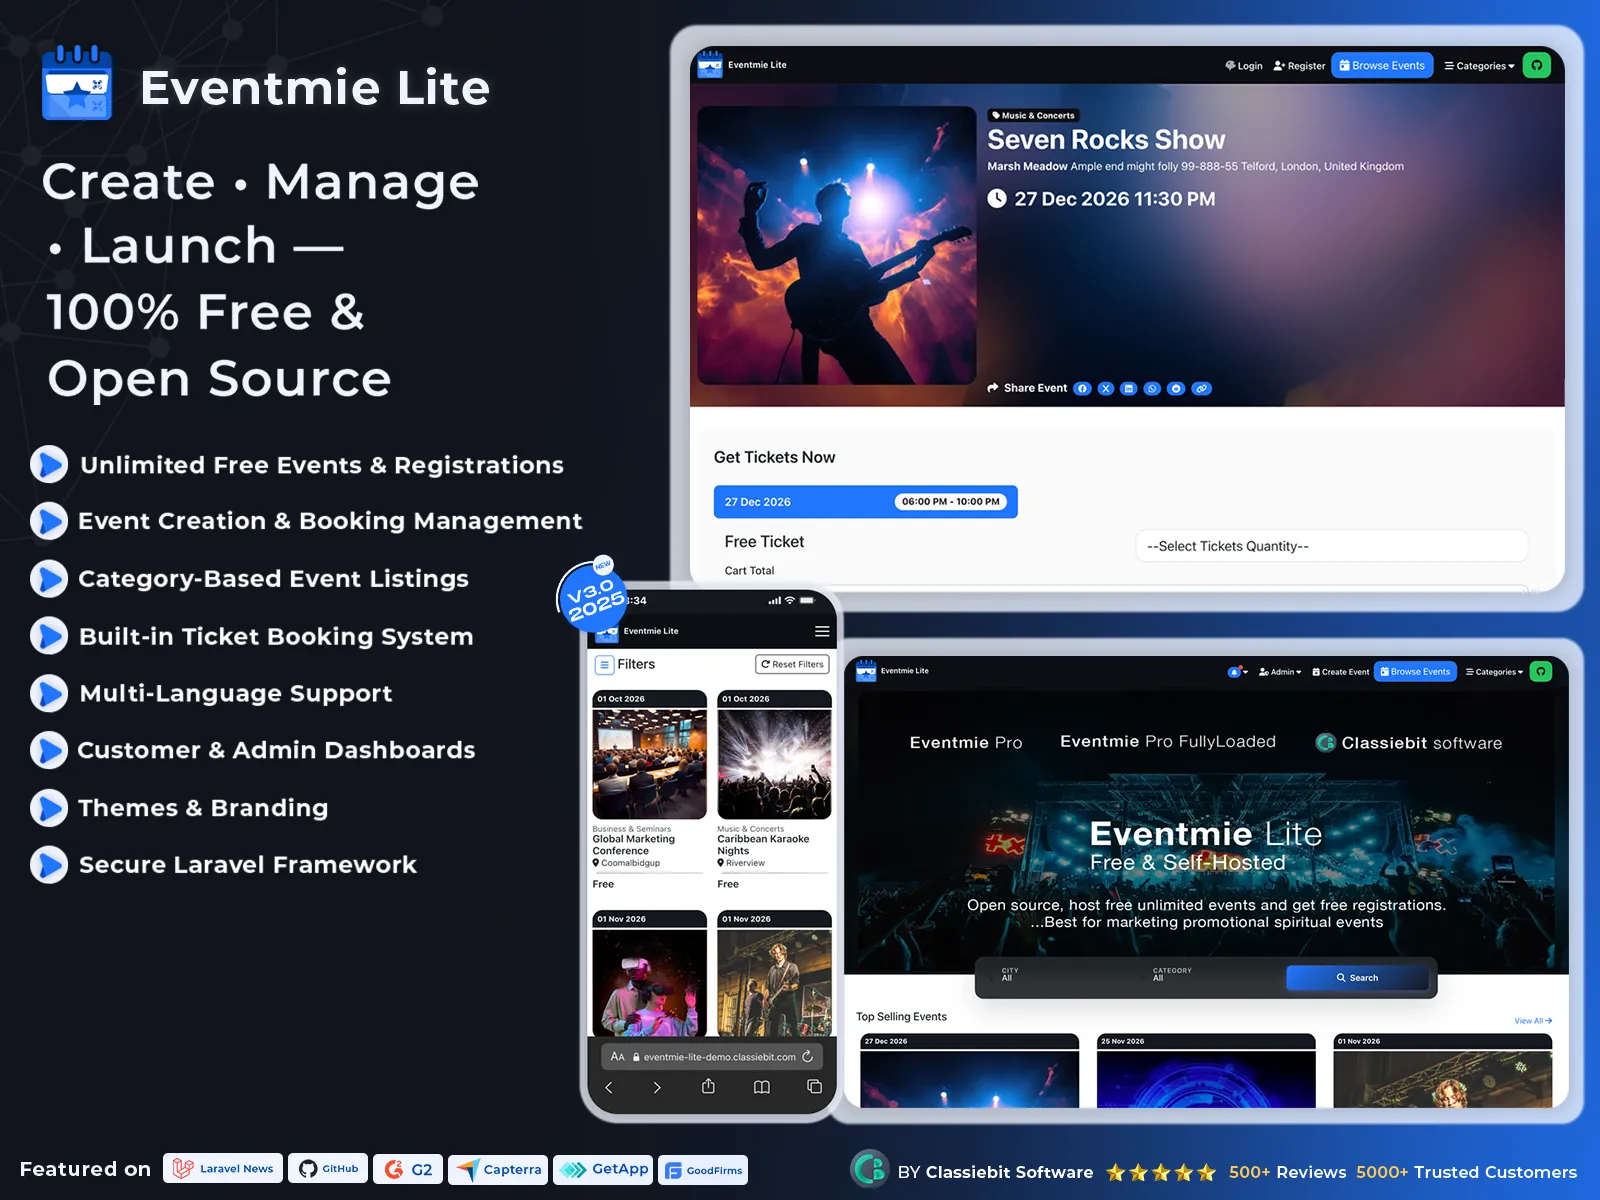 Eventmie Lite
Create • Manage
• Launch —
100% Free &
Open Source
Unlimited Free Events & Registrations
Event Creation & Booking Management
Category-Based Event Listings
Built-in Ticket Booking System
Multi-Language Support
Customer & Admin Dashboards
Themes & Branding
Secure Laravel Framework
Eventmie Lite
Login Register Browse Events Categories
Music & Concerts
Seven Rocks Show
Marsh Meadow Ample end might folly 99-888-55 Telford, London, United Kingdom
27 Dec 2026 11:30 PM
Share Event
Get Tickets Now
27 Dec 2026 06:00 PM - 10:00 PM
Free Ticket
--Select Tickets Quantity--
Cart Total
NEW
V3.0
2025
:34
Eventmie Lite
Filters
Reset Filters
01 Oct 2026
Business & Seminars
Global Marketing
Conference
Coomalbidgup
Free
01 Oct 2026
Music & Concerts
Caribbean Karaoke
Nights
Riverview
Free
01 Nov 2026
01 Nov 2026
AA eventmie-lite-demo.classiebit.com
Eventmie Lite
Admin Create Event Browse Events Categories
Eventmie Pro
Eventmie Pro FullyLoaded
Classiebit software
Eventmie Lite
Free & Self-Hosted
Open source, host free unlimited events and get free registrations.
...Best for marketing promotional spiritual events
CITY
All
CATEGORY
All
Search
Top Selling Events
View All
27 Dec 2026
25 Nov 2026
01 Nov 2026
Featured on
Laravel News
GitHub
G2
Capterra
GetApp
GoodFirms
BY Classiebit Software
500+ Reviews 5000+ Trusted Customers